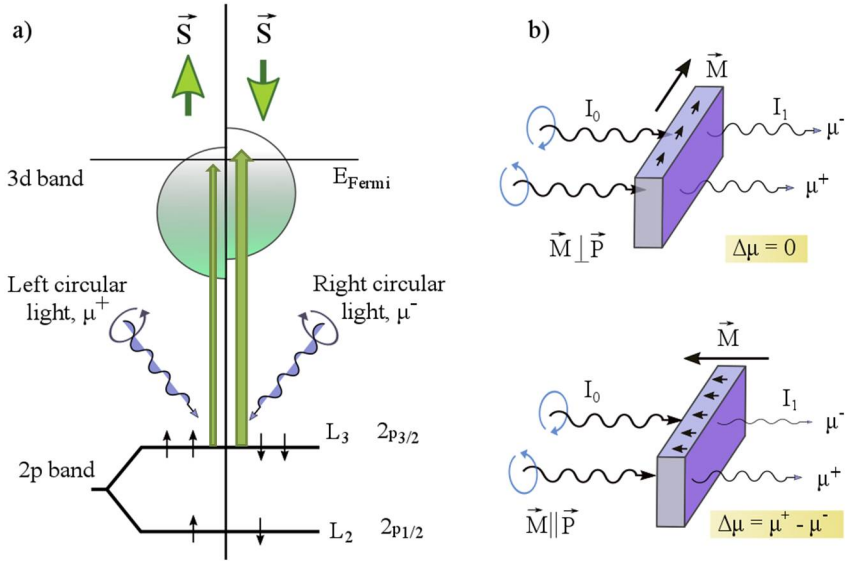 a)
S⃗
S⃗
3d band
E_Fermi
Left circular
light, μ⁺
Right circular
light, μ⁻
L₃ 2p₃/₂
2p band
L₂ 2p₁/₂
b)
M⃗
I₀
I₁
μ⁻
μ⁺
M⃗⊥P⃗
Δμ = 0
M⃗
I₀
I₁
μ⁻
μ⁺
M⃗||P⃗
Δμ = μ⁺ - μ⁻